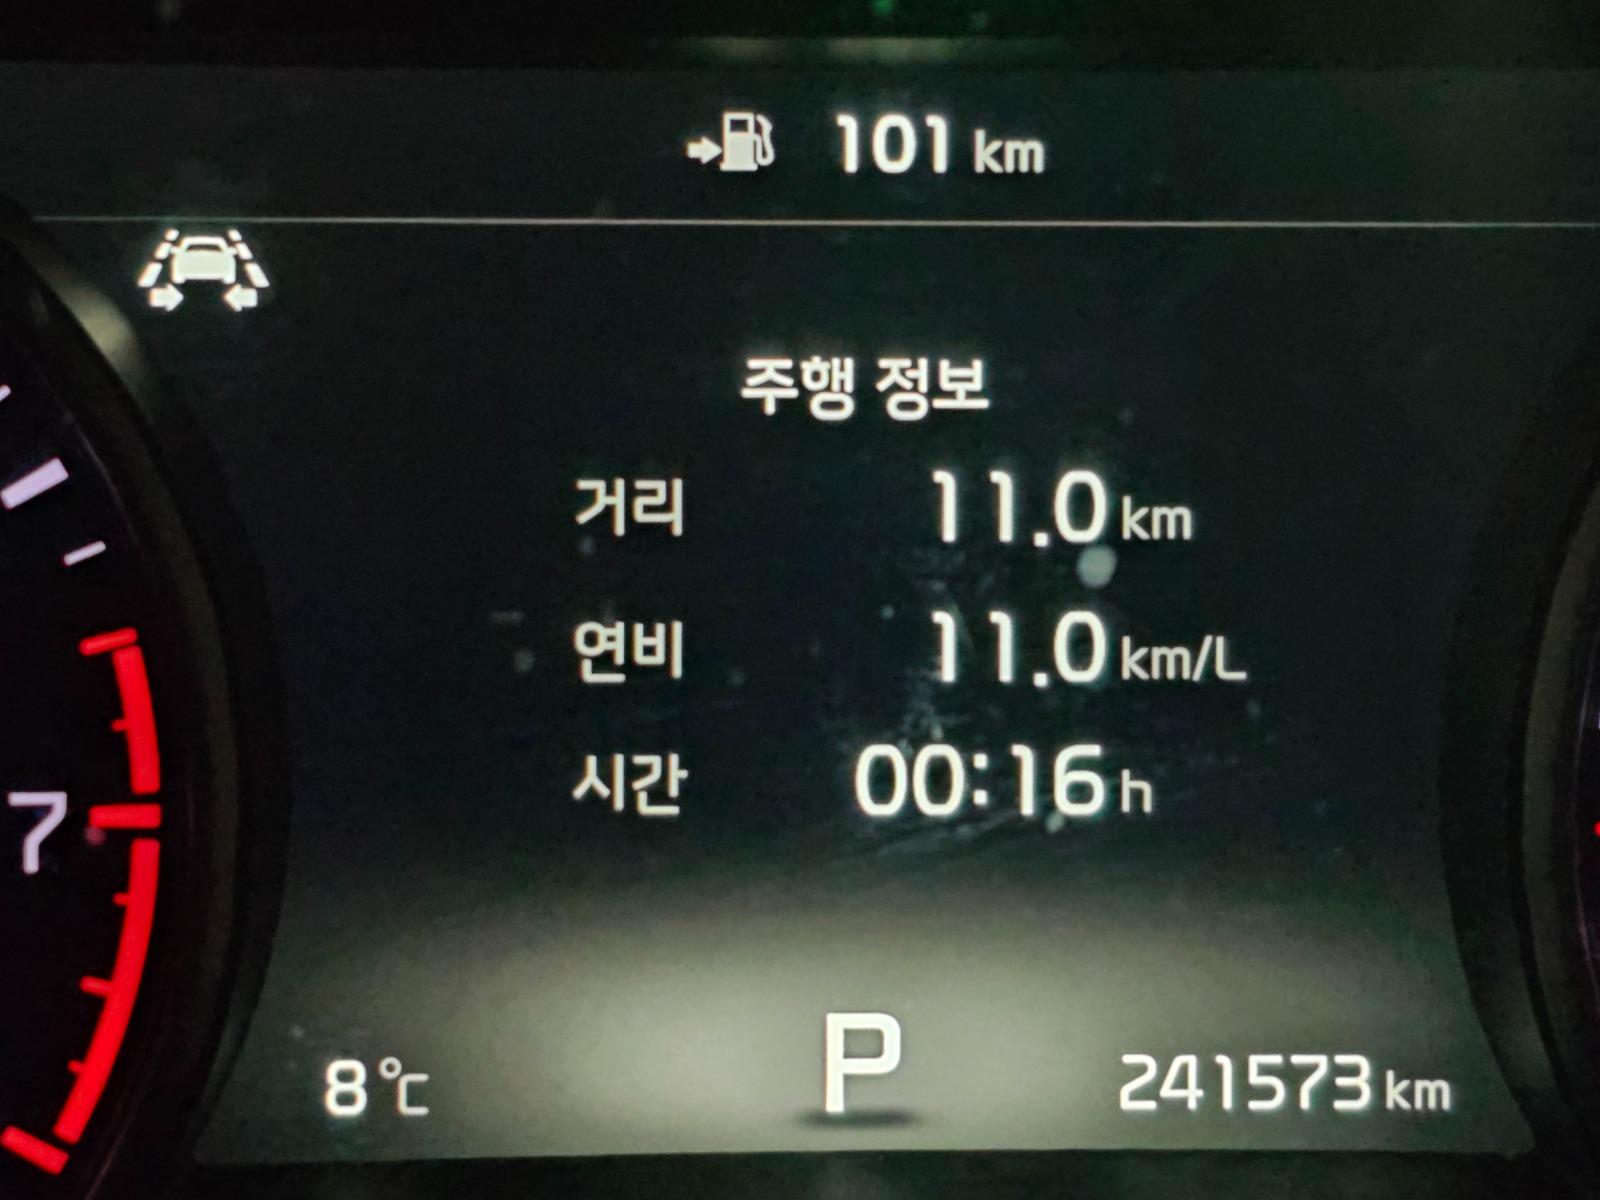 101 km
주행 정보
거리 11.0 km
연비 11.0 km/L
7
시간 00:16 h
8℃ P 241573 km